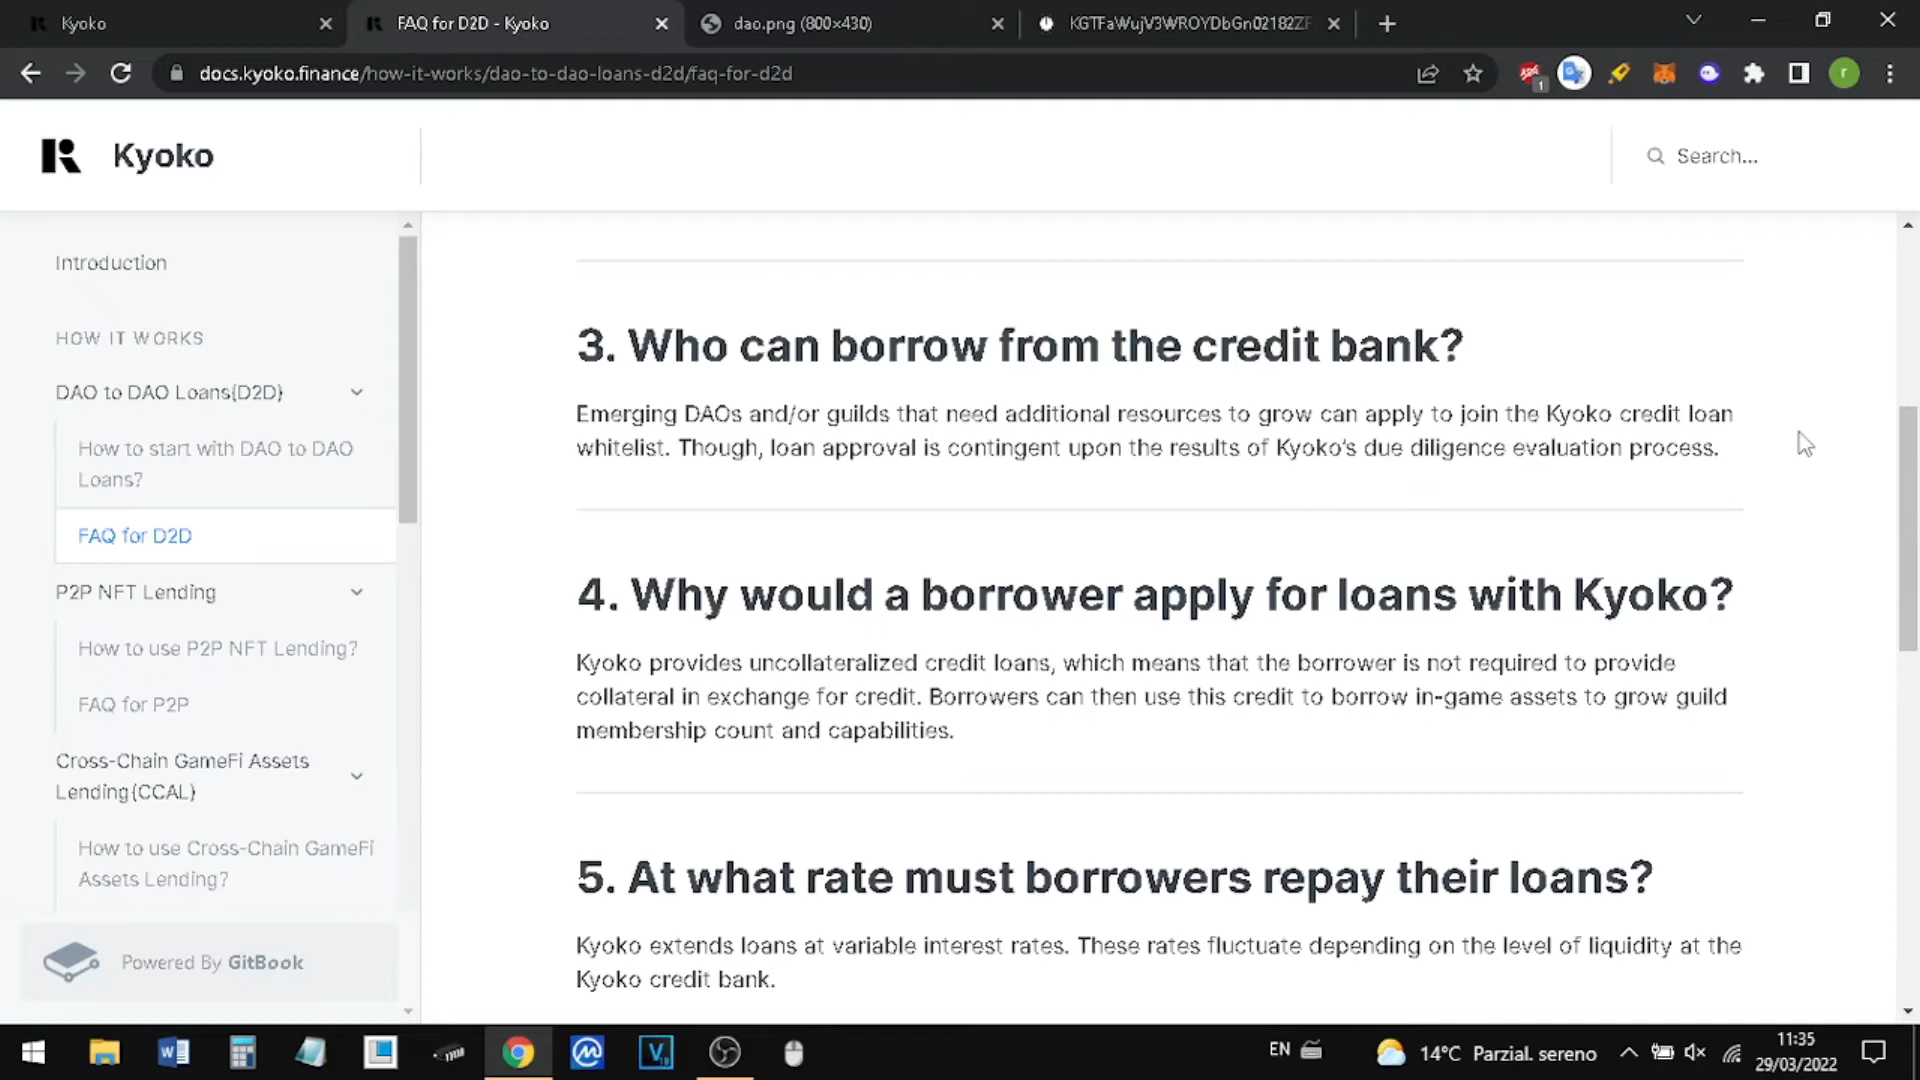 Kyoko
FAQ for D2D - Kyoko
dao.png (800×430)
KGTFaWujV3WROYDbGn02182ZF
docs.kyoko.finance/how-it-works/dao-to-dao-loans-d2d/faq-for-d2d
1
r
Kyoko
Search...
Introduction
HOW IT WORKS
DAO to DAO Loans(D2D)
How to start with DAO to DAO
Loans?
FAQ for D2D
P2P NFT Lending
How to use P2P NFT Lending?
FAQ for P2P
Cross-Chain GameFi Assets
Lending(CCAL)
How to use Cross-Chain GameFi
Assets Lending?
Powered By GitBook
3. Who can borrow from the credit bank?
Emerging DAOs and/or guilds that need additional resources to grow can apply to join the Kyoko credit loan
whitelist. Though, loan approval is contingent upon the results of Kyoko's due diligence evaluation process.
4. Why would a borrower apply for loans with Kyoko?
Kyoko provides uncollateralized credit loans, which means that the borrower is not required to provide
collateral in exchange for credit. Borrowers can then use this credit to borrow in-game assets to grow guild
membership count and capabilities.
5. At what rate must borrowers repay their loans?
Kyoko extends loans at variable interest rates. These rates fluctuate depending on the level of liquidity at the
Kyoko credit bank.
EN
14°C Parzial. sereno
11:35
29/03/2022